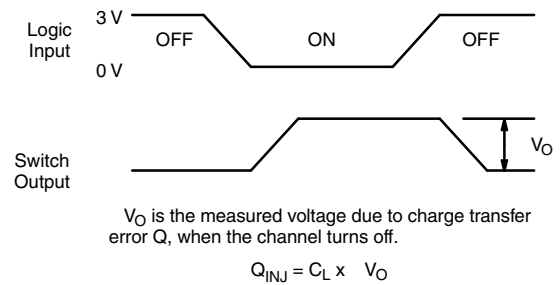 Logic
Input
3 V
0 V
OFF
ON
OFF
Switch
Output
VO
VO is the measured voltage due to charge transfer
error Q, when the channel turns off.
QINJ = CL x VO